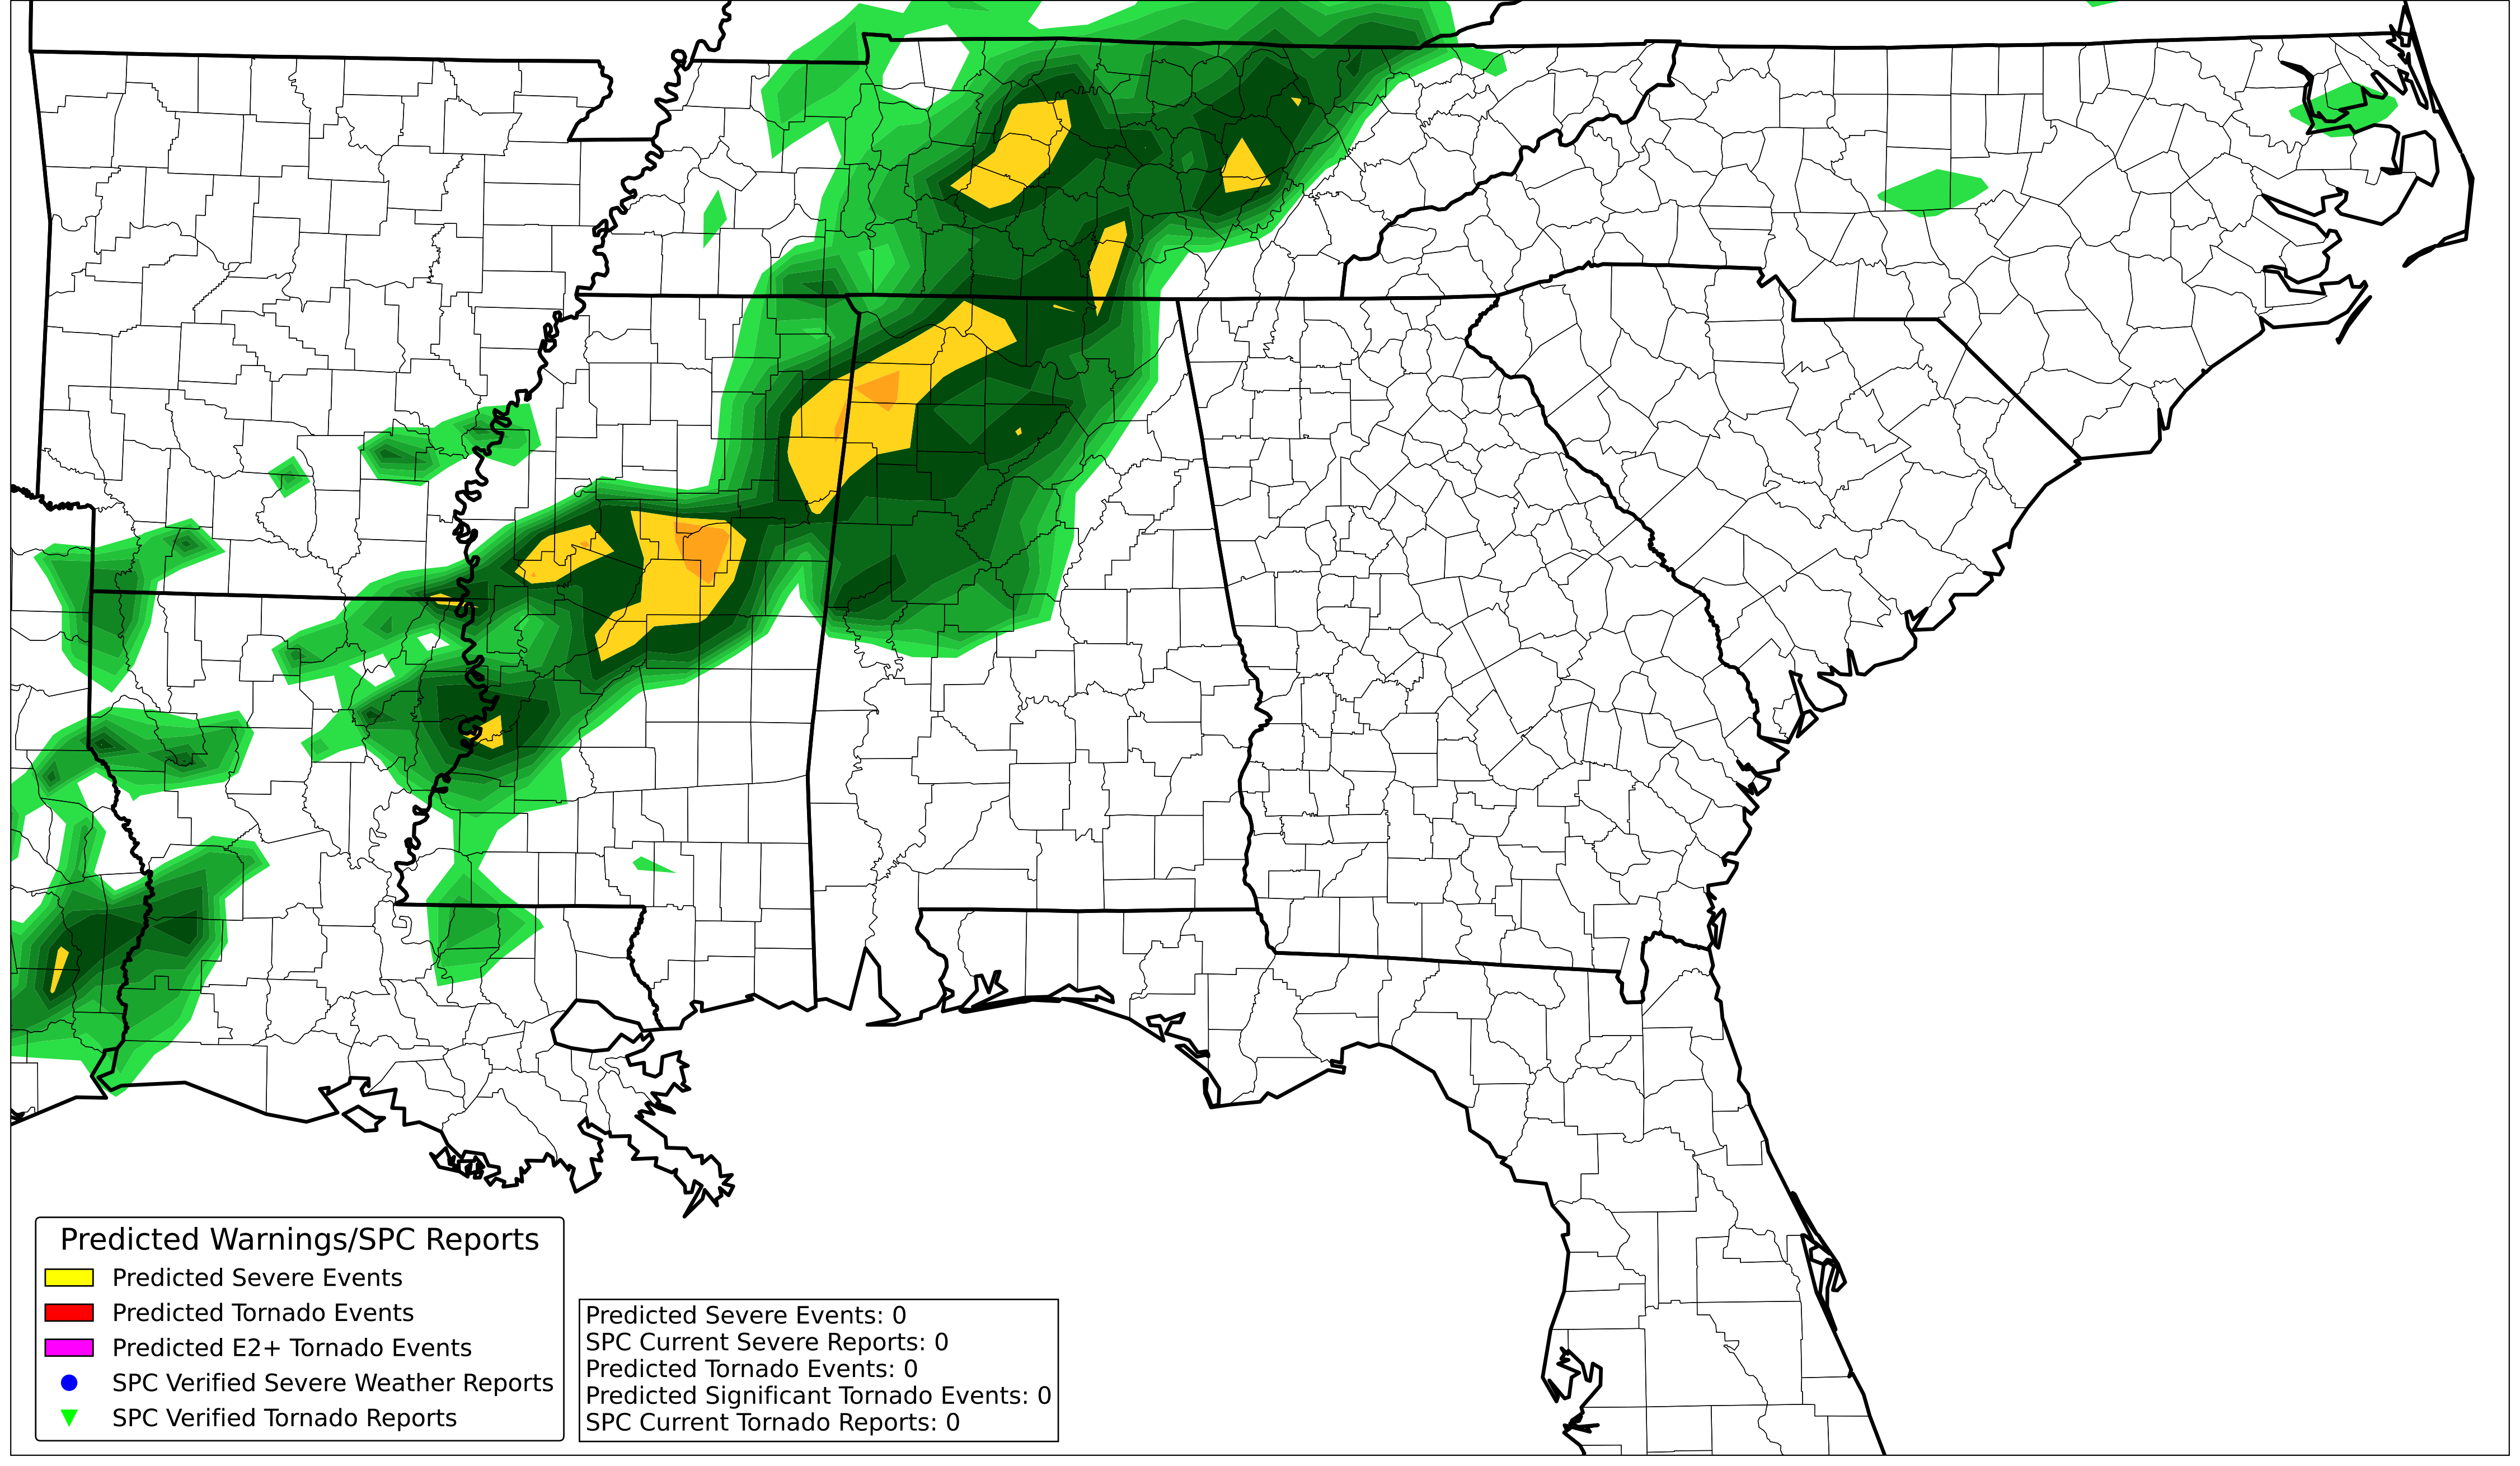 Predicted Warnings/SPC Reports
Predicted Severe Events
Predicted Tornado Events
Predicted E2+ Tornado Events
SPC Verified Severe Weather Reports
SPC Verified Tornado Reports
Predicted Severe Events: 0
SPC Current Severe Reports: 0
Predicted Tornado Events: 0
Predicted Significant Tornado Events: 0
SPC Current Tornado Reports: 0